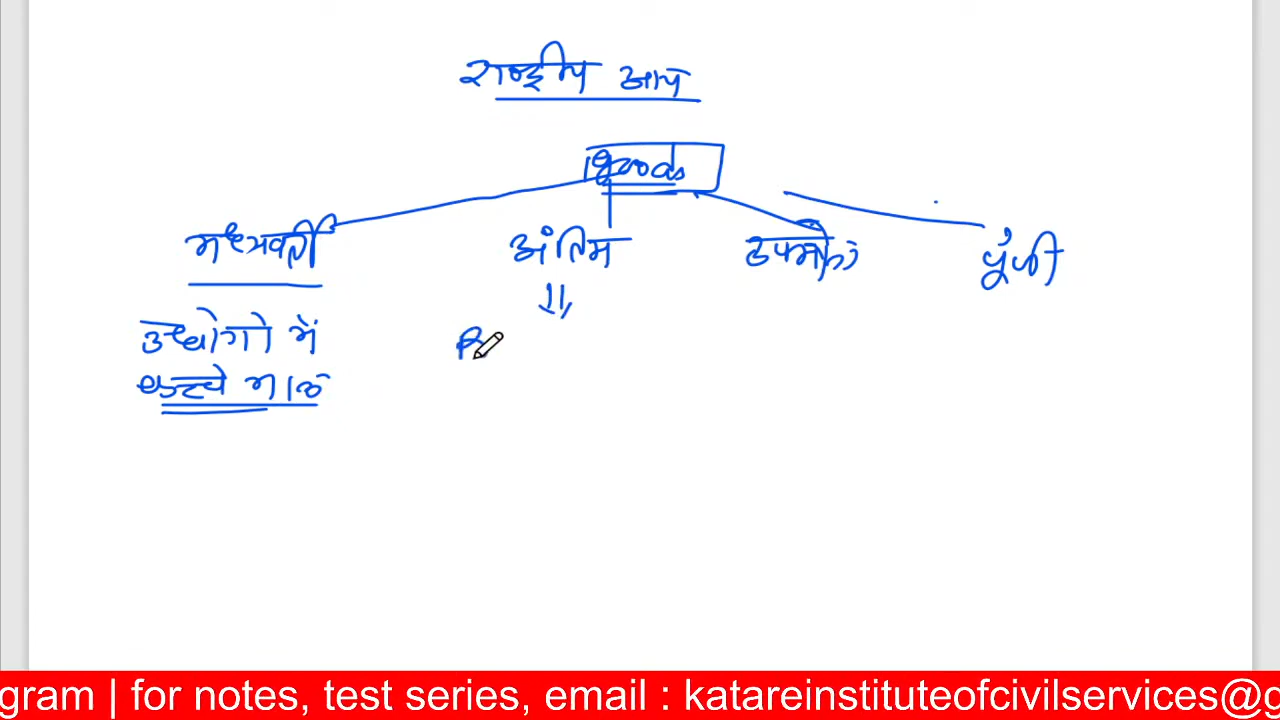 राष्ट्रीय आय
goods
मध्यवर्ती अंतिम उपभोक्ता पूँजी
उद्योगो में
कच्चे माल
gram | for notes, test series, email : katareinstituteofcivilservices@g